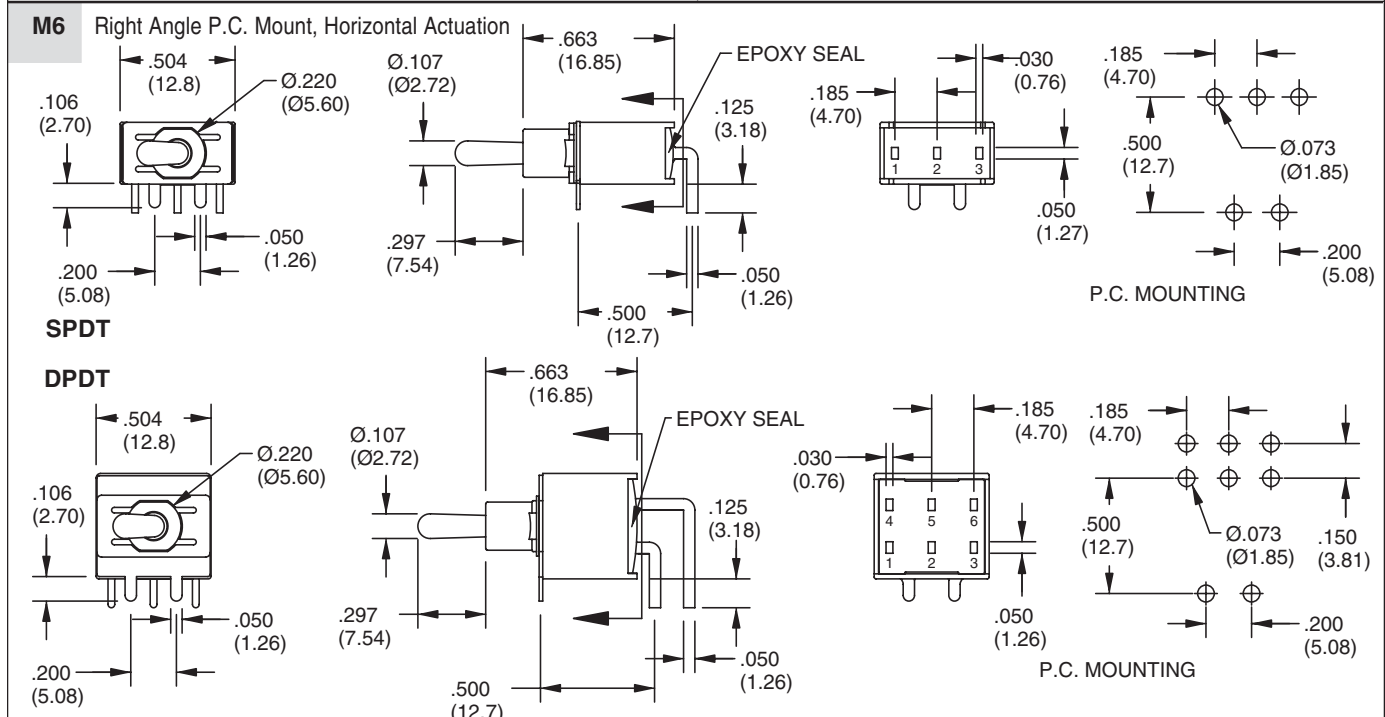 M6 Right Angle P.C. Mount, Horizontal Actuation
.504
(12.8)
Ø.220
(Ø5.60)
.106
(2.70)
.050
(1.26)
.200
(5.08)
Ø.107
(Ø2.72)
.663
(16.85)
EPOXY SEAL
.125
(3.18)
.297
(7.54)
.050
(1.26)
.500
(12.7)
.185
(4.70)
.030
(0.76)
1 2 3
.050
(1.27)
.185
(4.70)
.500
(12.7)
Ø.073
(Ø1.85)
.200
(5.08)
P.C. MOUNTING
SPDT
DPDT
.504
(12.8)
Ø.220
(Ø5.60)
.106
(2.70)
.050
(1.26)
.200
(5.08)
.663
(16.85)
Ø.107
(Ø2.72)
EPOXY SEAL
.125
(3.18)
.297
(7.54)
.050
(1.26)
.500
(12.7)
.185
(4.70)
.030
(0.76)
4 5 6
1 2 3
.050
(1.26)
.185
(4.70)
.500
(12.7)
Ø.073
(Ø1.85)
.150
(3.81)
.200
(5.08)
P.C. MOUNTING